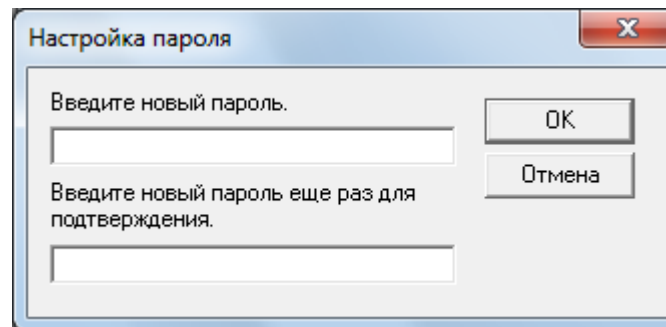 Настройка пароля
Введите новый пароль.
OK
Отмена
Введите новый пароль еще раз для
подтверждения.